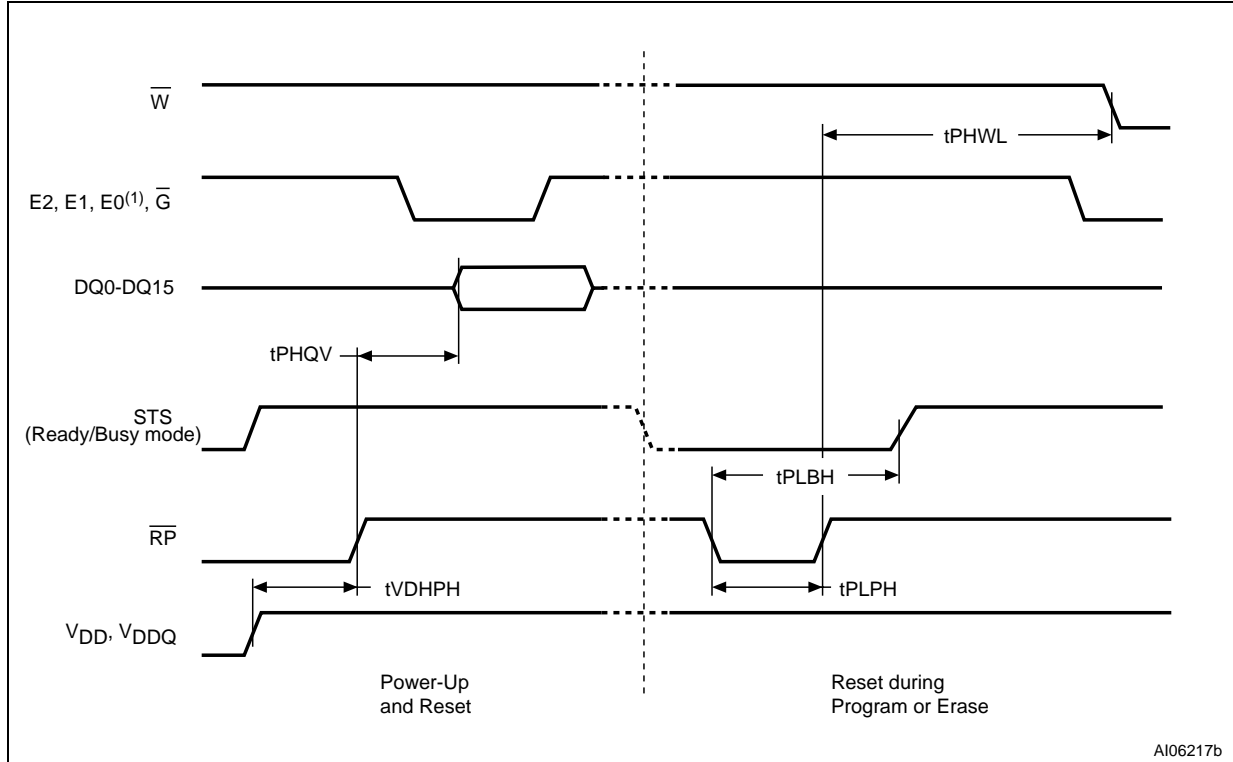 W̅
tPHWL
E2, E1, E0(1), G̅
DQ0-DQ15
tPHQV
STS
(Ready/Busy mode)
tPLBH
R̅P̅
tVDHPH
tPLPH
VDD, VDDQ
Power-Up
and Reset
Reset during
Program or Erase
AI06217b